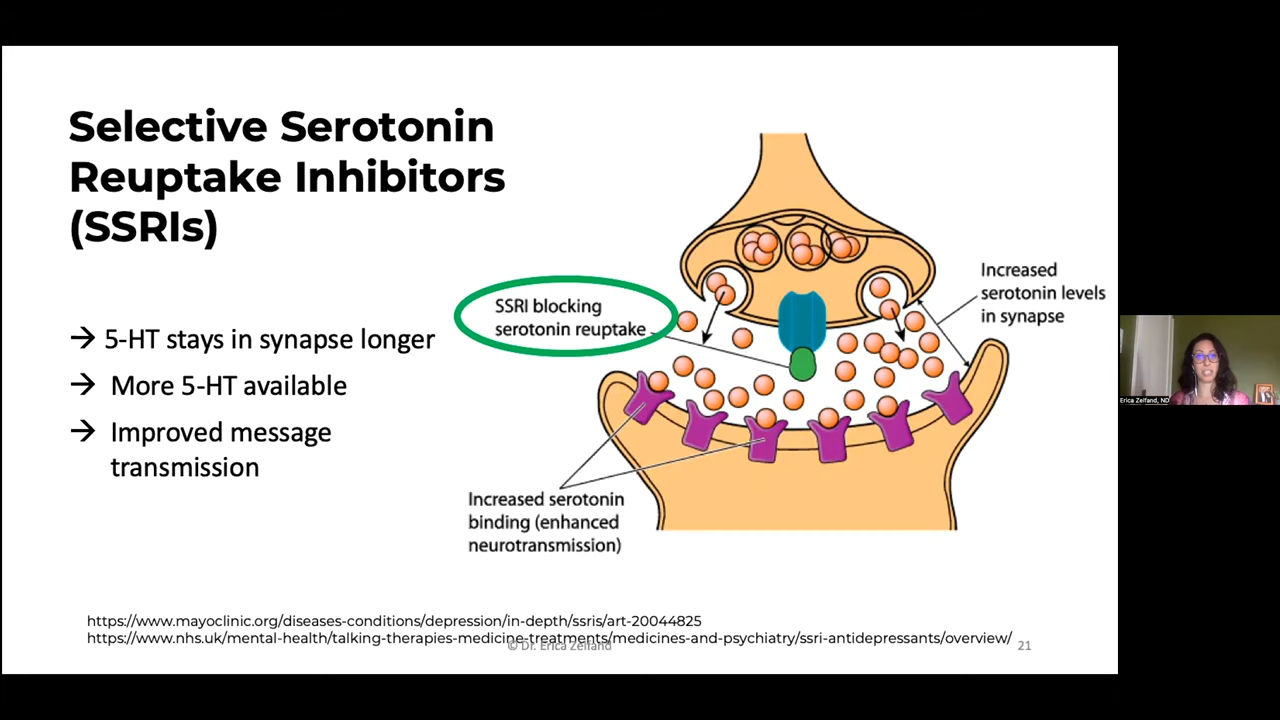 Selective Serotonin
Reuptake Inhibitors
(SSRIs)
→ 5-HT stays in synapse longer
→ More 5-HT available
→ Improved message
transmission
SSRI blocking
serotonin reuptake
Increased
serotonin levels
in synapse
Increased serotonin
binding (enhanced
neurotransmission)
https://www.mayoclinic.org/diseases-conditions/depression/in-depth/ssris/art-20044825
https://www.nhs.uk/mental-health/talking-therapies-medicine-treatments/medicines-and-psychiatry/ssri-antidepressants/overview/
© Dr. Erica Zelfand
21
Erica Zelfand, ND